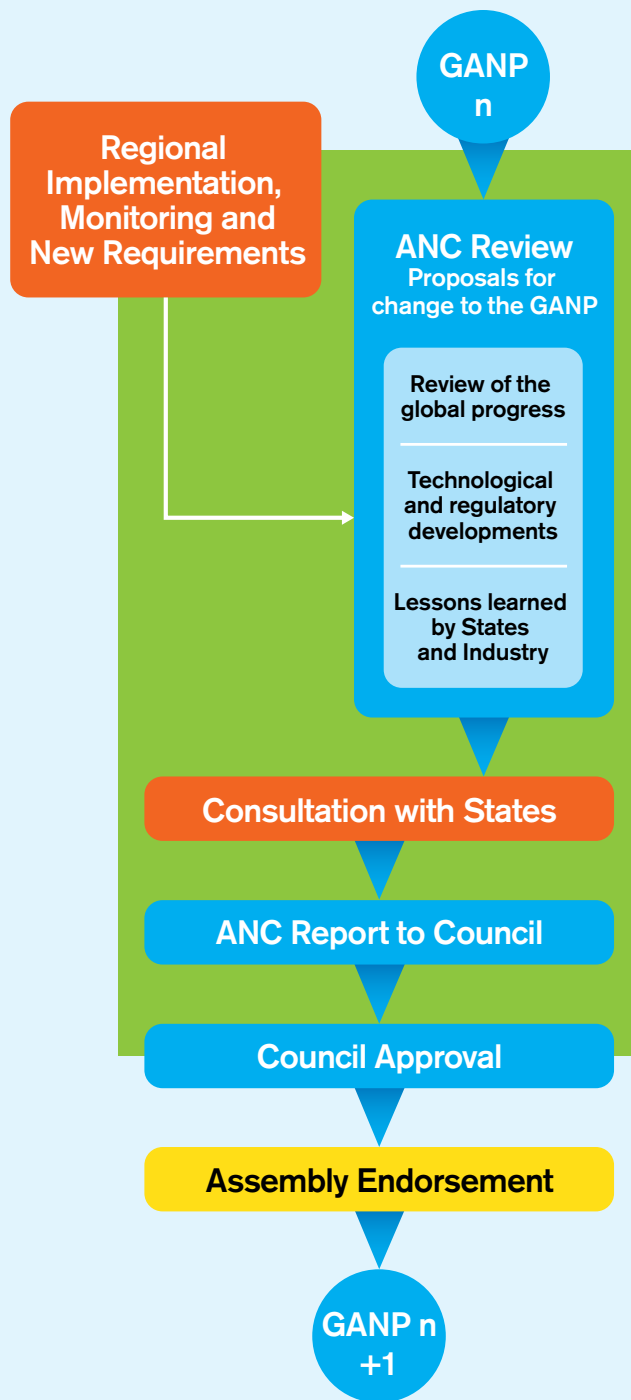 GANP
n
Regional
Implementation,
Monitoring and
New Requirements
ANC Review
Proposals for
change to the GANP
Review of the
global progress
Technological
and regulatory
developments
Lessons learned
by States
and Industry
Consultation with States
ANC Report to Council
Council Approval
Assembly Endorsement
GANP n
+1